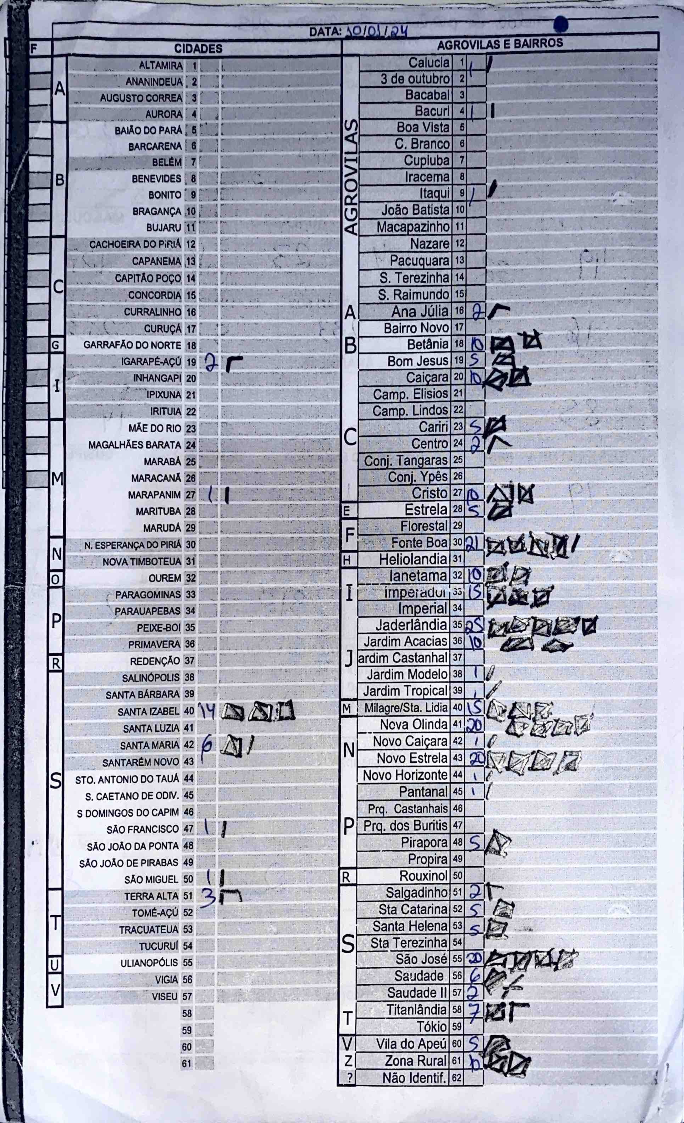 DATA: 10/01/24
F
CIDADES
A
ALTAMIRA 1
ANANINDEUA 2
AUGUSTO CORREA 3
AURORA 4
B
BAIÃO DO PARÁ 5
BARCARENA 6
BELÉM 7
BENEVIDES 8
BONITO 9
BRAGANÇA 10
BUJARU 11
C
CACHOEIRA DO PIRIÁ 12
CAPANEMA 13
CAPITÃO POÇO 14
CONCORDIA 15
CURRALINHO 16
CURUÇÁ 17
G
GARRAFÃO DO NORTE 18
I
IGARAPÉ-AÇÚ 19 2
INHANGAPI 20
IPIXUNA 21
IRITUIA 22
M
MÃE DO RIO 23
MAGALHÃES BARATA 24
MARABÁ 25
MARACANÃ 26
MARAPANIM 27 1
MARITUBA 28
MARUDÁ 29
N
N. ESPERANÇA DO PIRIÁ 30
NOVA TIMBOTEUA 31
O
OUREM 32
P
PARAGOMINAS 33
PARAUAPEBAS 34
PEIXE-BOI 35
PRIMAVERA 36
R
REDENÇÃO 37
S
SALINÓPOLIS 38
SANTA BÁRBARA 39
SANTA IZABEL 40 14
SANTA LUZIA 41
SANTA MARIA 42 6
SANTARÉM NOVO 43
STO. ANTONIO DO TAUÁ 44
S. CAETANO DE ODIV. 45
S DOMINGOS DO CAPIM 46
SÃO FRANCISCO 47 1
SÃO JOÃO DA PONTA 48
SÃO JOÃO DE PIRABAS 49
SÃO MIGUEL 50 1
T
TERRA ALTA 51 3
TOMÉ-AÇÚ 52
TRACUATEUA 53
TUCURUÍ 54
U
ULIANÓPOLIS 55
V
VIGIA 56
VISEU 57
58
59
60
61
AGROVILAS E BAIRROS
AGROVILAS
Calucia 1 1
3 de outubro 2
Bacabal 3
Bacuri 4 1
Boa Vista 5
C. Branco 6
Cupiuba 7
Iracema 8
Itaqui 9 1
João Batista 10
Macapazinho 11
Nazare 12
Pacuquara 13
S. Terezinha 14
S. Raimundo 15
A
Ana Júlia 16 2
Bairro Novo 17
B
Betânia 18 10
Bom Jesus 19 5
C
Caiçara 20 10
Camp. Elisios 21
Camp. Lindos 22
Cariri 23 5
Centro 24 2
Conj. Tangaras 25
Conj. Ypês 26
Cristo 27 10
E
Estrela 28 5
F
Florestal 29
Fonte Boa 30 21
H
Heliolandia 31
I
Ianetama 32 10
Imperador 33 15
Imperial 34
J
Jaderlândia 35 25
Jardim Acacias 36 10
Jardim Castanhal 37
Jardim Modelo 38 1
Jardim Tropical 39 1
M
Milagre/Sta. Lidia 40 15
N
Nova Olinda 41 20
Novo Caiçara 42 1
Novo Estrela 43 20
Novo Horizonte 44 1
P
Pantanal 45 1
Prq. Castanhais 46
Prq. dos Buritis 47
Pirapora 48 5
Propira 49
R
Rouxinol 50
S
Salgadinho 51 2
Sta Catarina 52 5
Santa Helena 53 5
Sta Terezinha 54
São José 55 20
Saudade 56 6
Saudade II 57 2
T
Titanlândia 58 7
Tókio 59
V
Vila do Apeú 60 5
Z
Zona Rural 61
?
Não Identif. 62